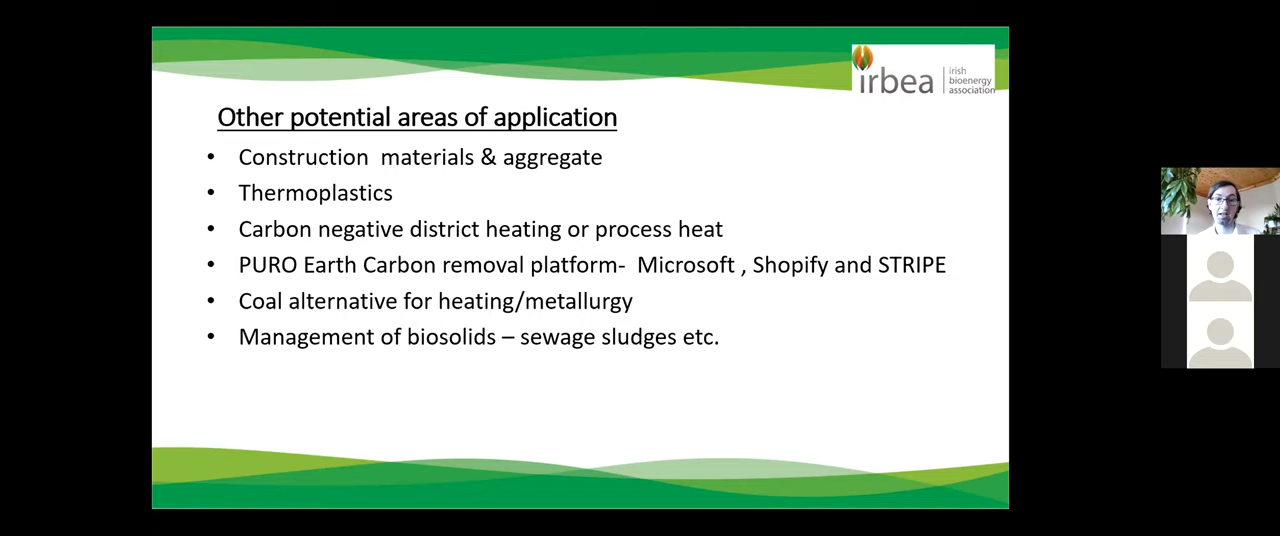 irbea
irish
bioenergy
association
Other potential areas of application
• Construction  materials & aggregate
• Thermoplastics
• Carbon negative district heating or process heat
• PURO Earth Carbon removal platform-  Microsoft , Shopify and STRIPE
• Coal alternative for heating/metallurgy
• Management of biosolids – sewage sludges etc.